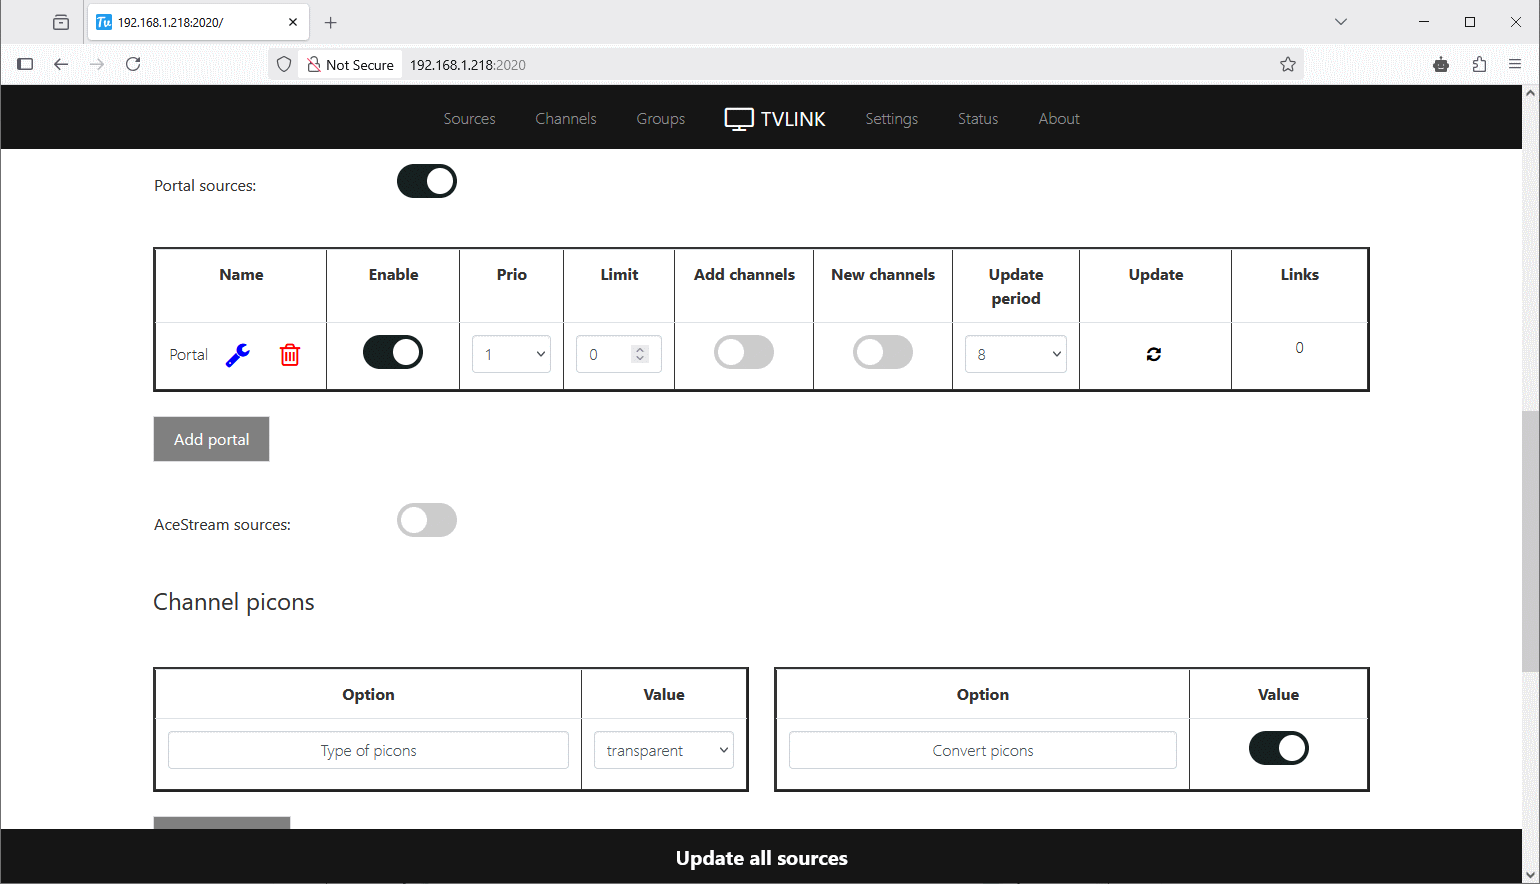 192.168.1.218:2020/
Not Secure
192.168.1.218:2020
Sources
Channels
Groups
TVLINK
Settings
Status
About
Portal sources:
Name
Enable
Prio
Limit
Add channels
New channels
Update
period
Update
Links
Portal
1
0
8
0
Add portal
AceStream sources:
Channel picons
Option
Value
Type of picons
transparent
Option
Value
Convert picons
Update all sources